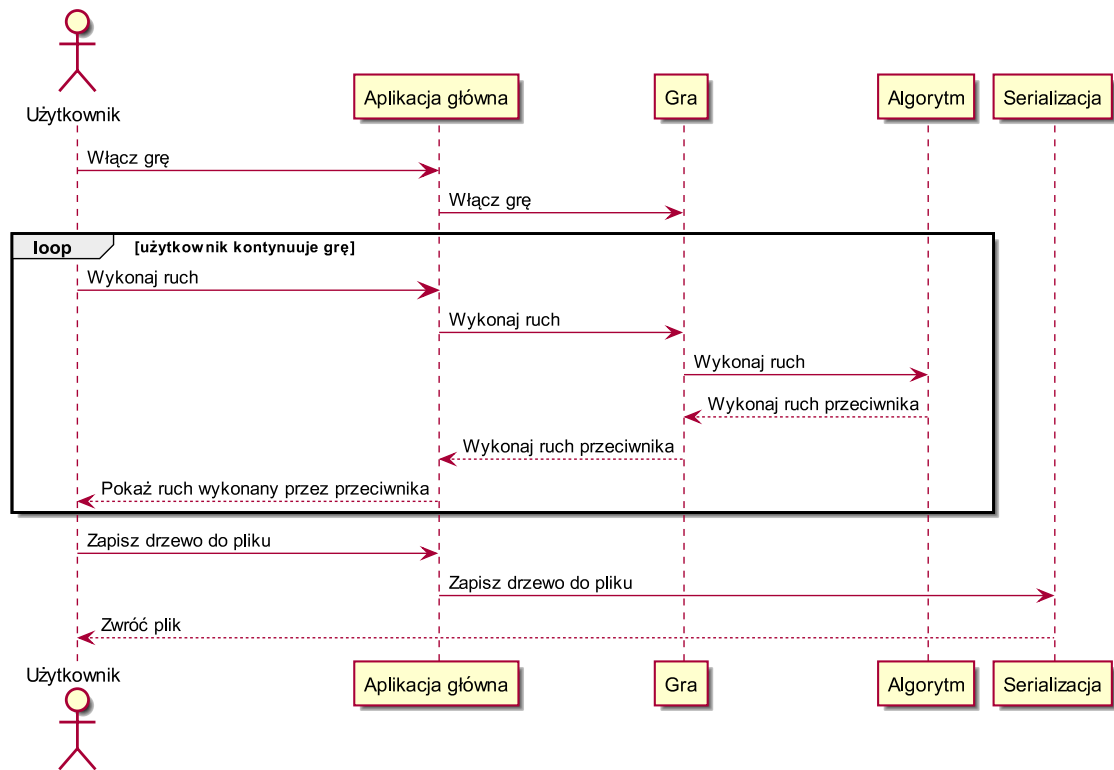 Użytkownik
Aplikacja główna
Gra
Algorytm
Serializacja
Włącz grę
Włącz grę
loop [użytkownik kontynuuje grę]
Wykonaj ruch
Wykonaj ruch
Wykonaj ruch
Wykonaj ruch przeciwnika
Wykonaj ruch przeciwnika
Pokaż ruch wykonany przez przeciwnika
Zapisz drzewo do pliku
Zapisz drzewo do pliku
Zwróć plik
Użytkownik
Aplikacja główna
Gra
Algorytm
Serializacja